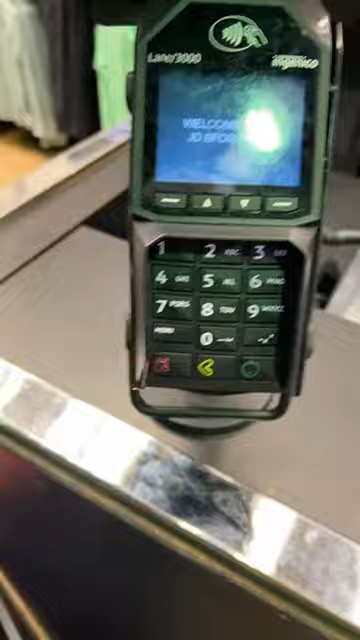 Lane/3000 ingenico
WELCOME
JD
1 2 ABC 3 DEF
4 GHI 5 JKL 6 MNO
7 PQRS 8 TUV 9 WXYZ
MENU 0